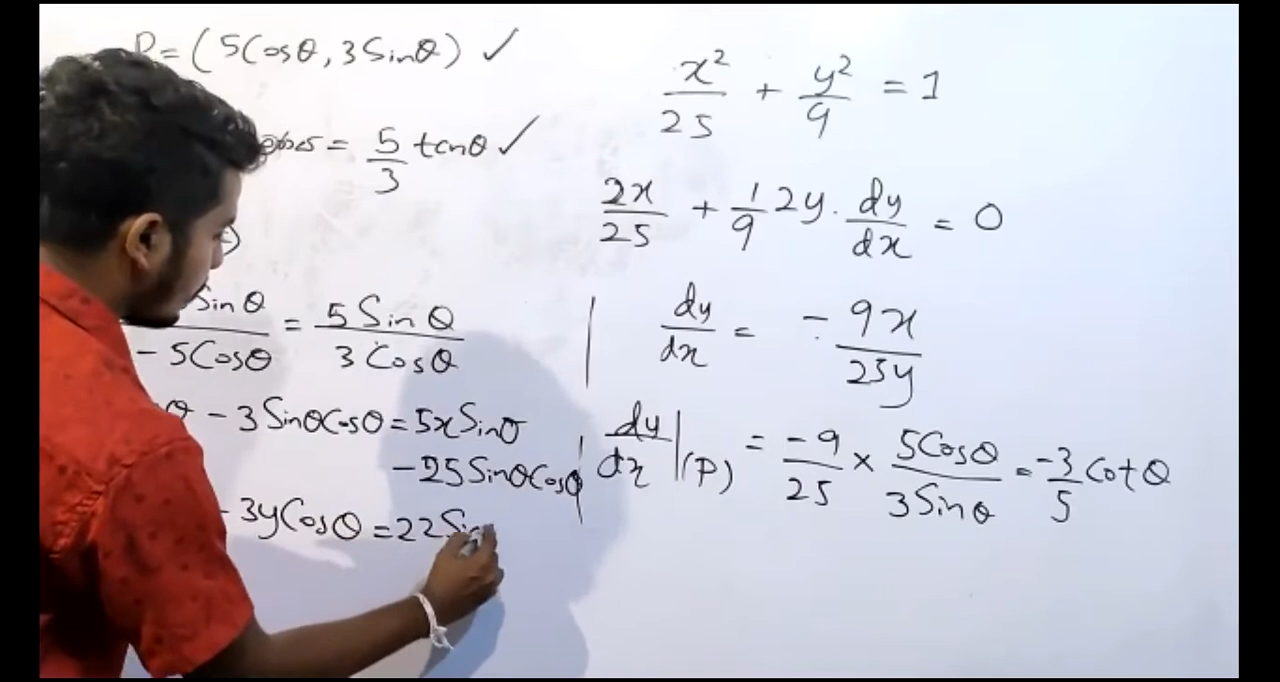 P = (5Cosθ, 3Sinθ) ✓
= 5/3 tanθ ✓
Sinθ / - 5Cosθ = 5 Sinθ / 3 Cosθ
θ - 3SinθCosθ = 5xSinθ
- 25SinθCosθ
- 3yCosθ = 22Sin
x²/25 + y²/9 = 1
2x/25 + 1/9 2y. dy/dx = 0
dy/dx = - 9x/25y
dy/dx|(P) = -9/25 × 5Cosθ/3Sinθ = -3/5 Cotθ